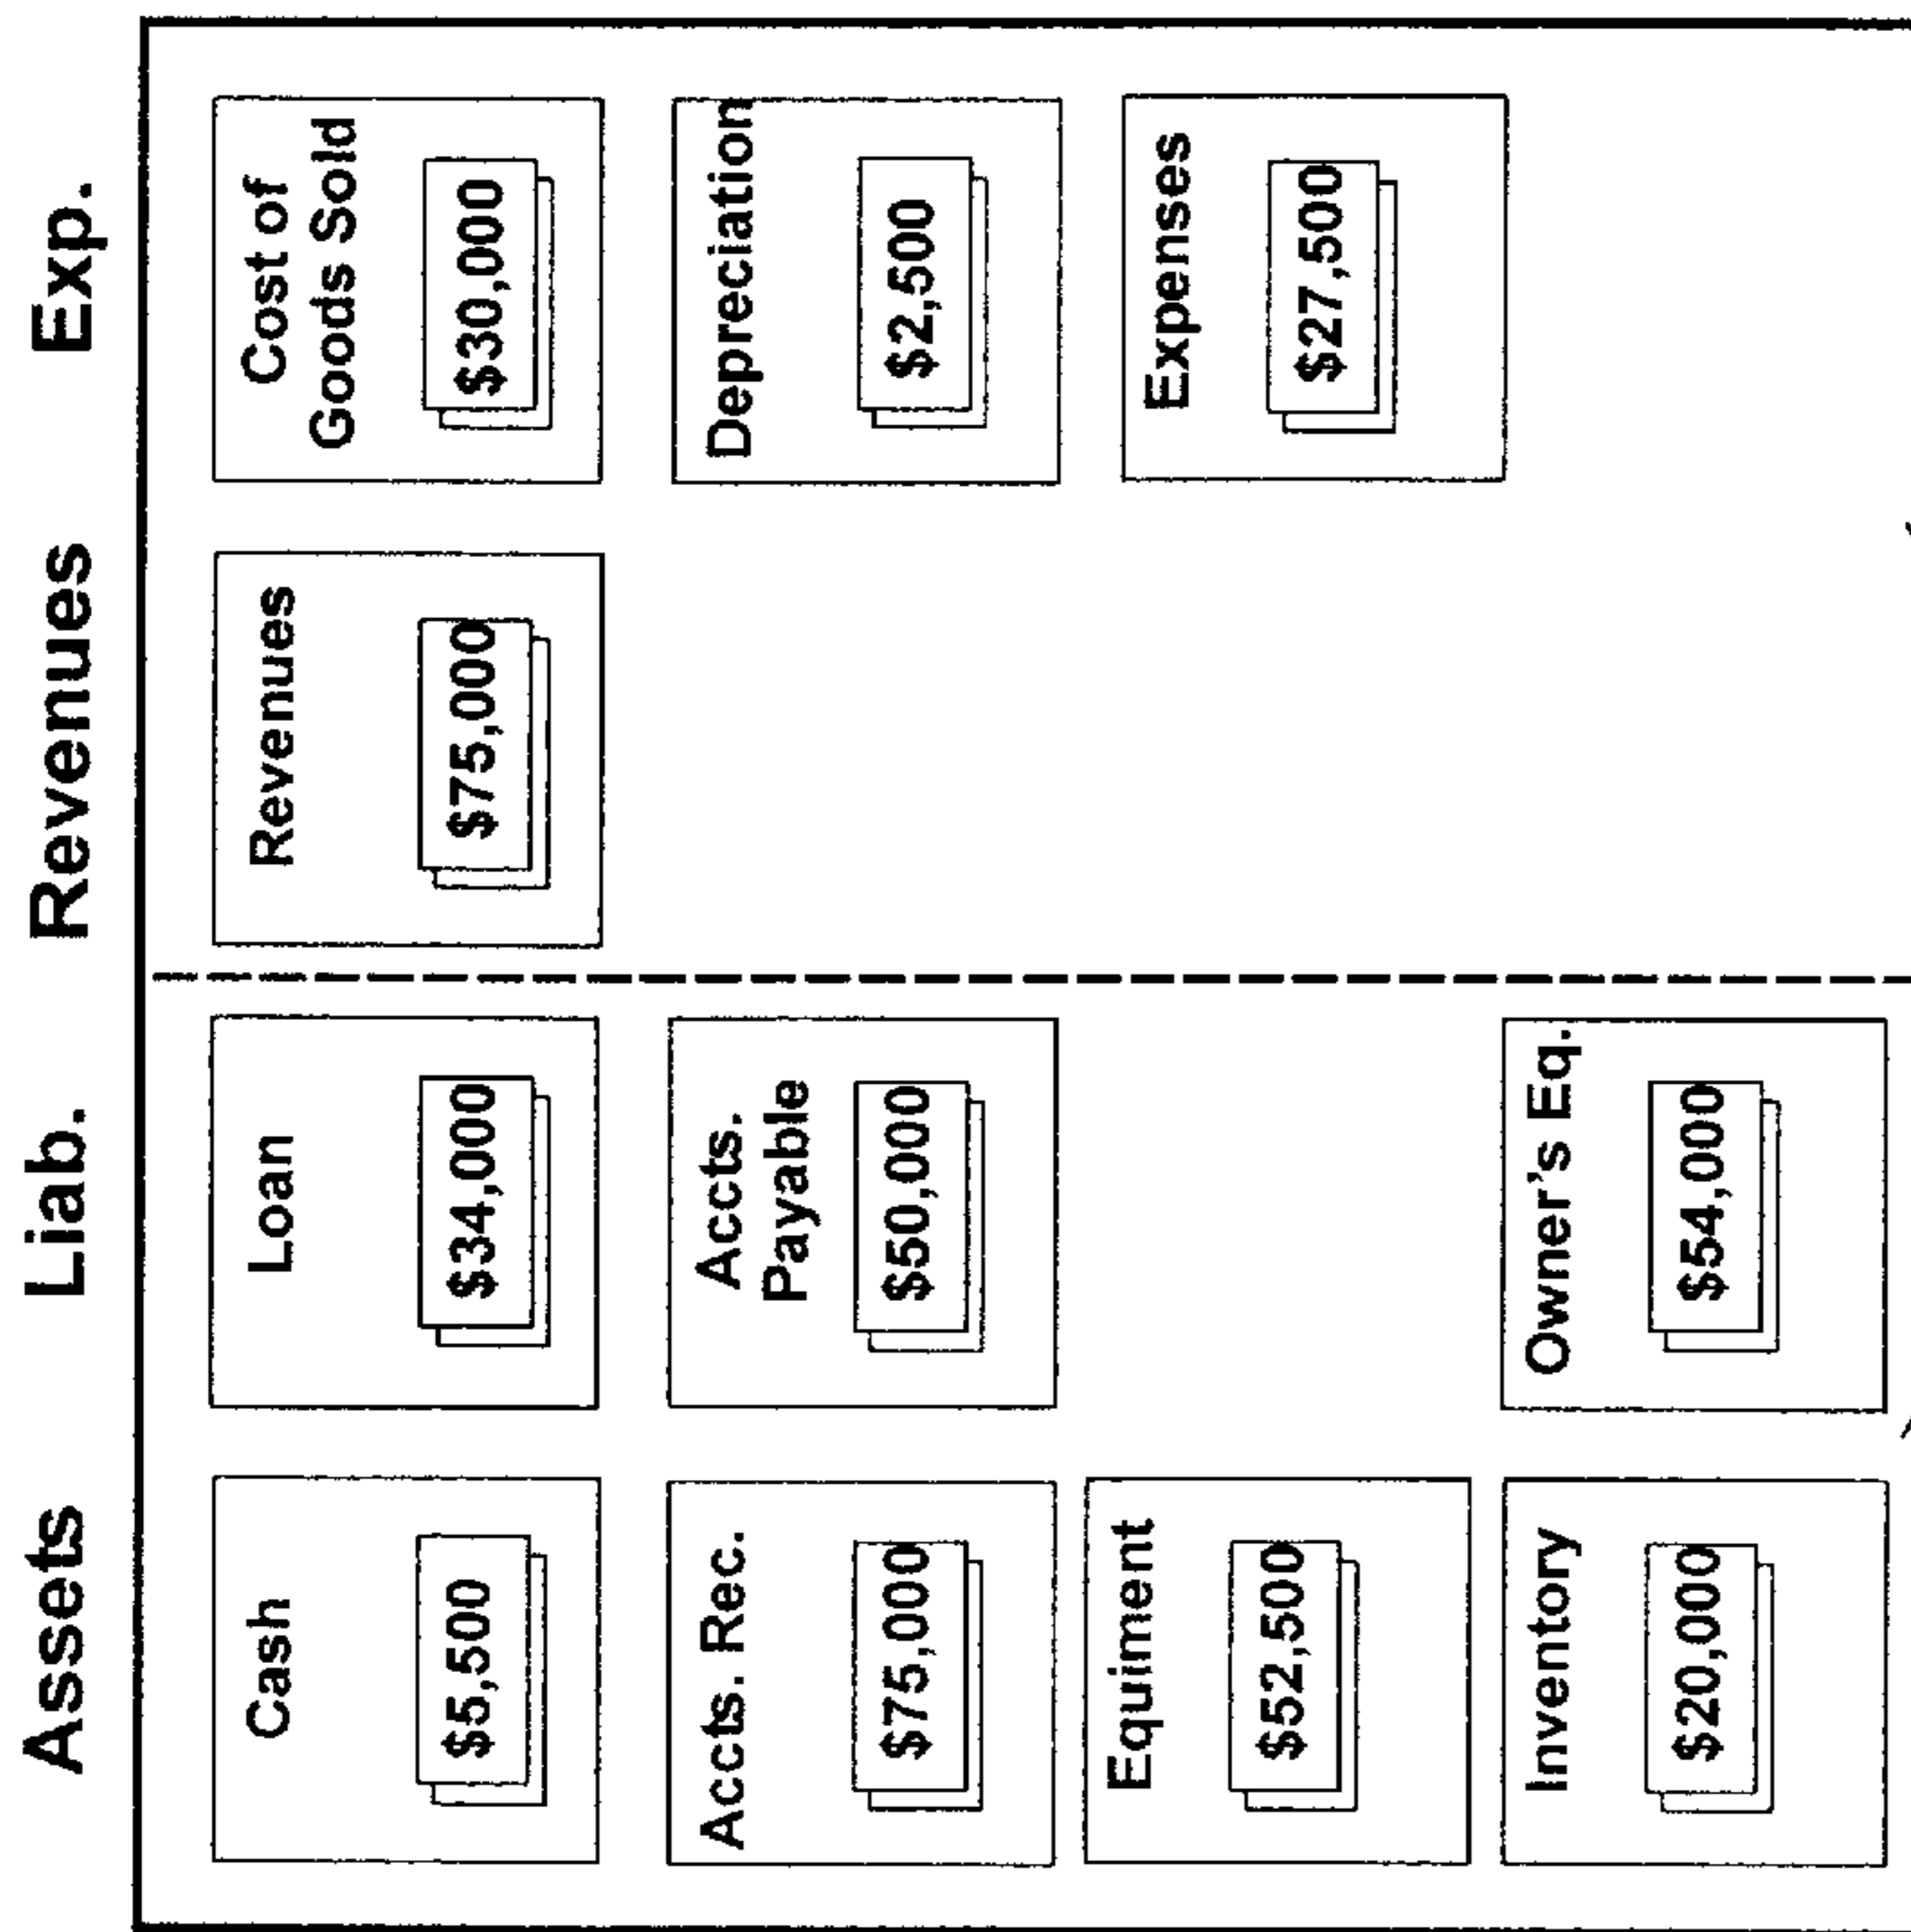 Assets
Liab.
Revenues
Exp.
Cash
$5,500
Loan
$34,000
Revenues
$75,000
Cost of
Goods Sold
$30,000
Accts. Rec.
$75,000
Accts.
Payable
$50,000
Depreciation
$2,500
Equiment
$52,500
Expenses
$27,500
Inventory
$20,000
Owner's Eq.
$54,000